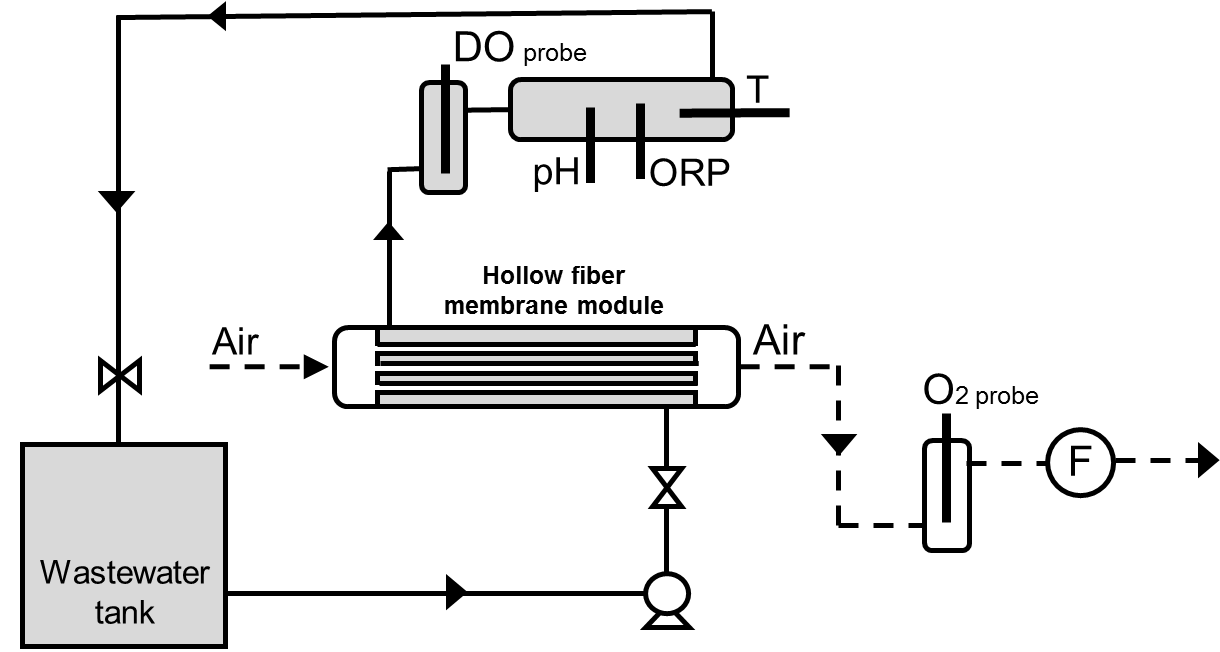 DO probe
T
pH
ORP
Hollow fiber
membrane module
Air
Air
O2 probe
F
Wastewater
tank